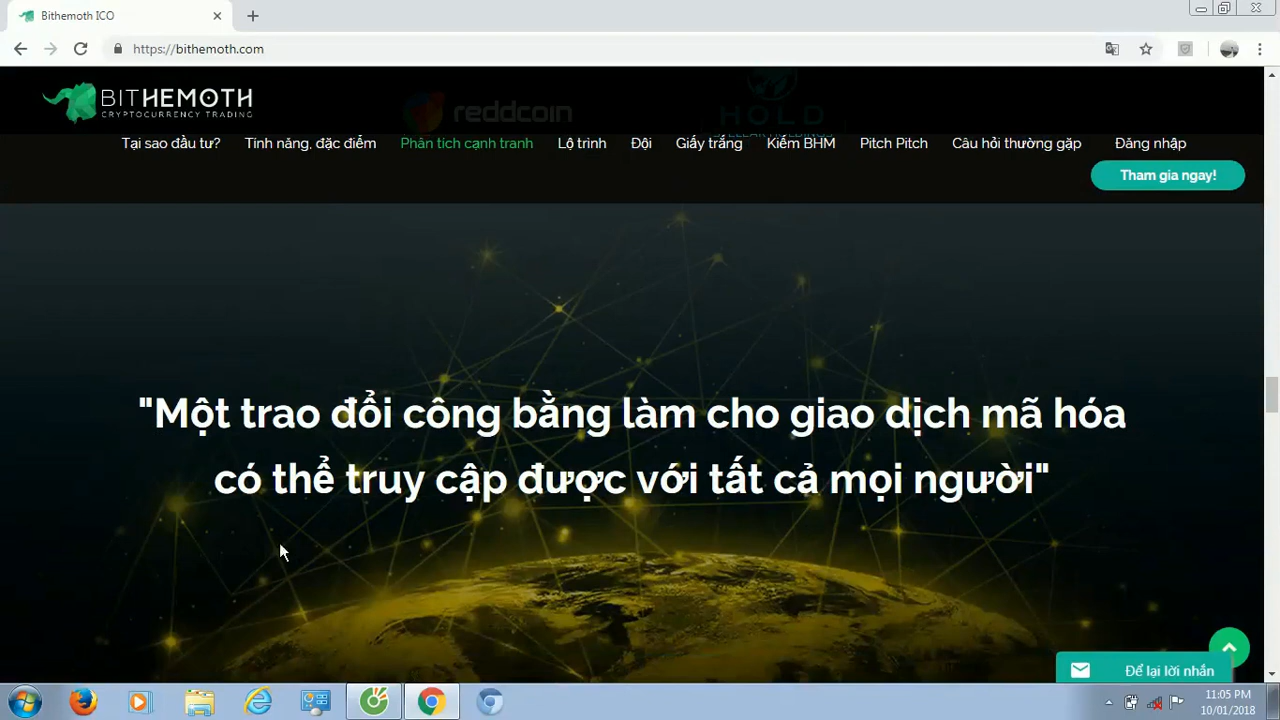 Bithemoth ICO
https://bithemoth.com
BITHEMOTH
CRYPTOCURRENCY TRADING
reddcoin
HOLD
STELLAR HOLDINGS
Tại sao đầu tư?
Tính năng, đặc điểm
Phân tích cạnh tranh
Lộ trình
Đội
Giấy trắng
Kiếm BHM
Pitch Pitch
Câu hỏi thường gặp
Đăng nhập
Tham gia ngay!
"Một trao đổi công bằng làm cho giao dịch mã hóa
có thể truy cập được với tất cả mọi người"
Để lại lời nhắn
11:05 PM
10/01/2018